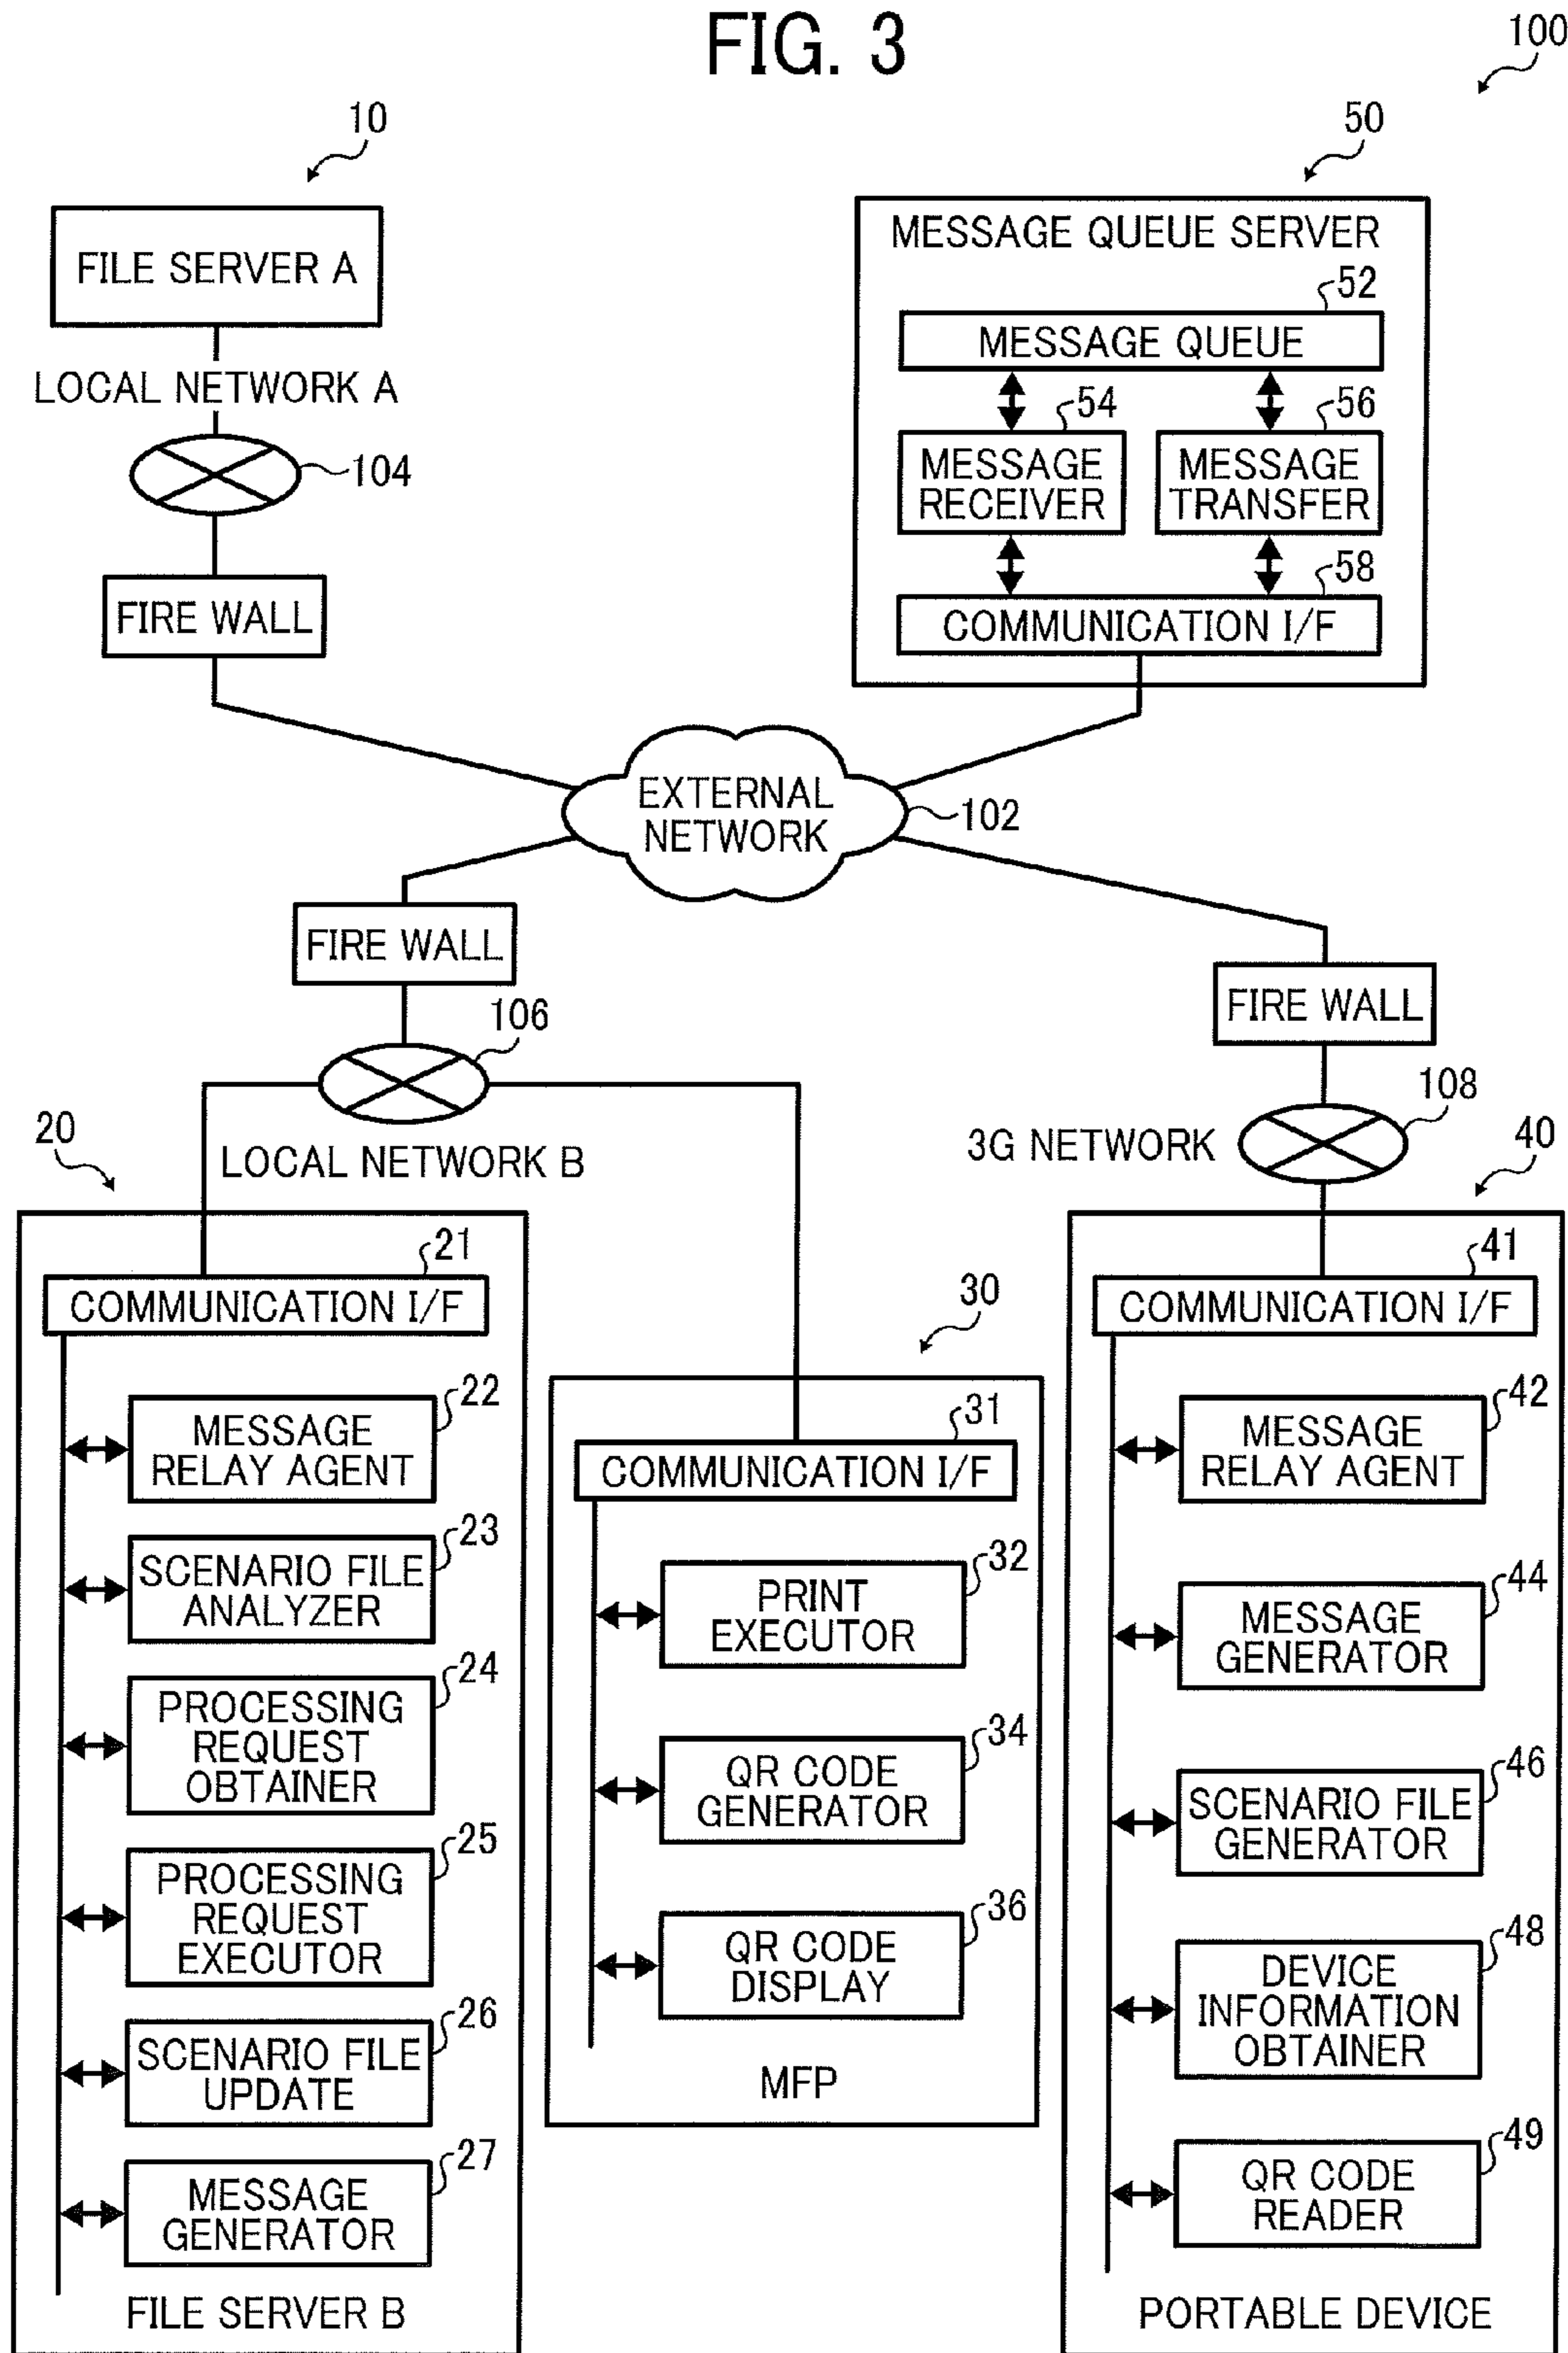 FIG. 3
100
10
FILE SERVER A
LOCAL NETWORK A
104
FIRE WALL
50
MESSAGE QUEUE SERVER
52
MESSAGE QUEUE
54
MESSAGE
RECEIVER
56
MESSAGE
TRANSFER
58
COMMUNICATION I/F
EXTERNAL
NETWORK
102
FIRE WALL
106
LOCAL NETWORK B
FIRE WALL
108
3G NETWORK
20
21
COMMUNICATION I/F
22
MESSAGE
RELAY AGENT
23
SCENARIO FILE
ANALYZER
24
PROCESSING
REQUEST
OBTAINER
25
PROCESSING
REQUEST
EXECUTOR
26
SCENARIO FILE
UPDATE
27
MESSAGE
GENERATOR
FILE SERVER B
30
31
COMMUNICATION I/F
32
PRINT
EXECUTOR
34
QR CODE
GENERATOR
36
QR CODE
DISPLAY
MFP
40
41
COMMUNICATION I/F
42
MESSAGE
RELAY AGENT
44
MESSAGE
GENERATOR
46
SCENARIO FILE
GENERATOR
48
DEVICE
INFORMATION
OBTAINER
49
QR CODE
READER
PORTABLE DEVICE